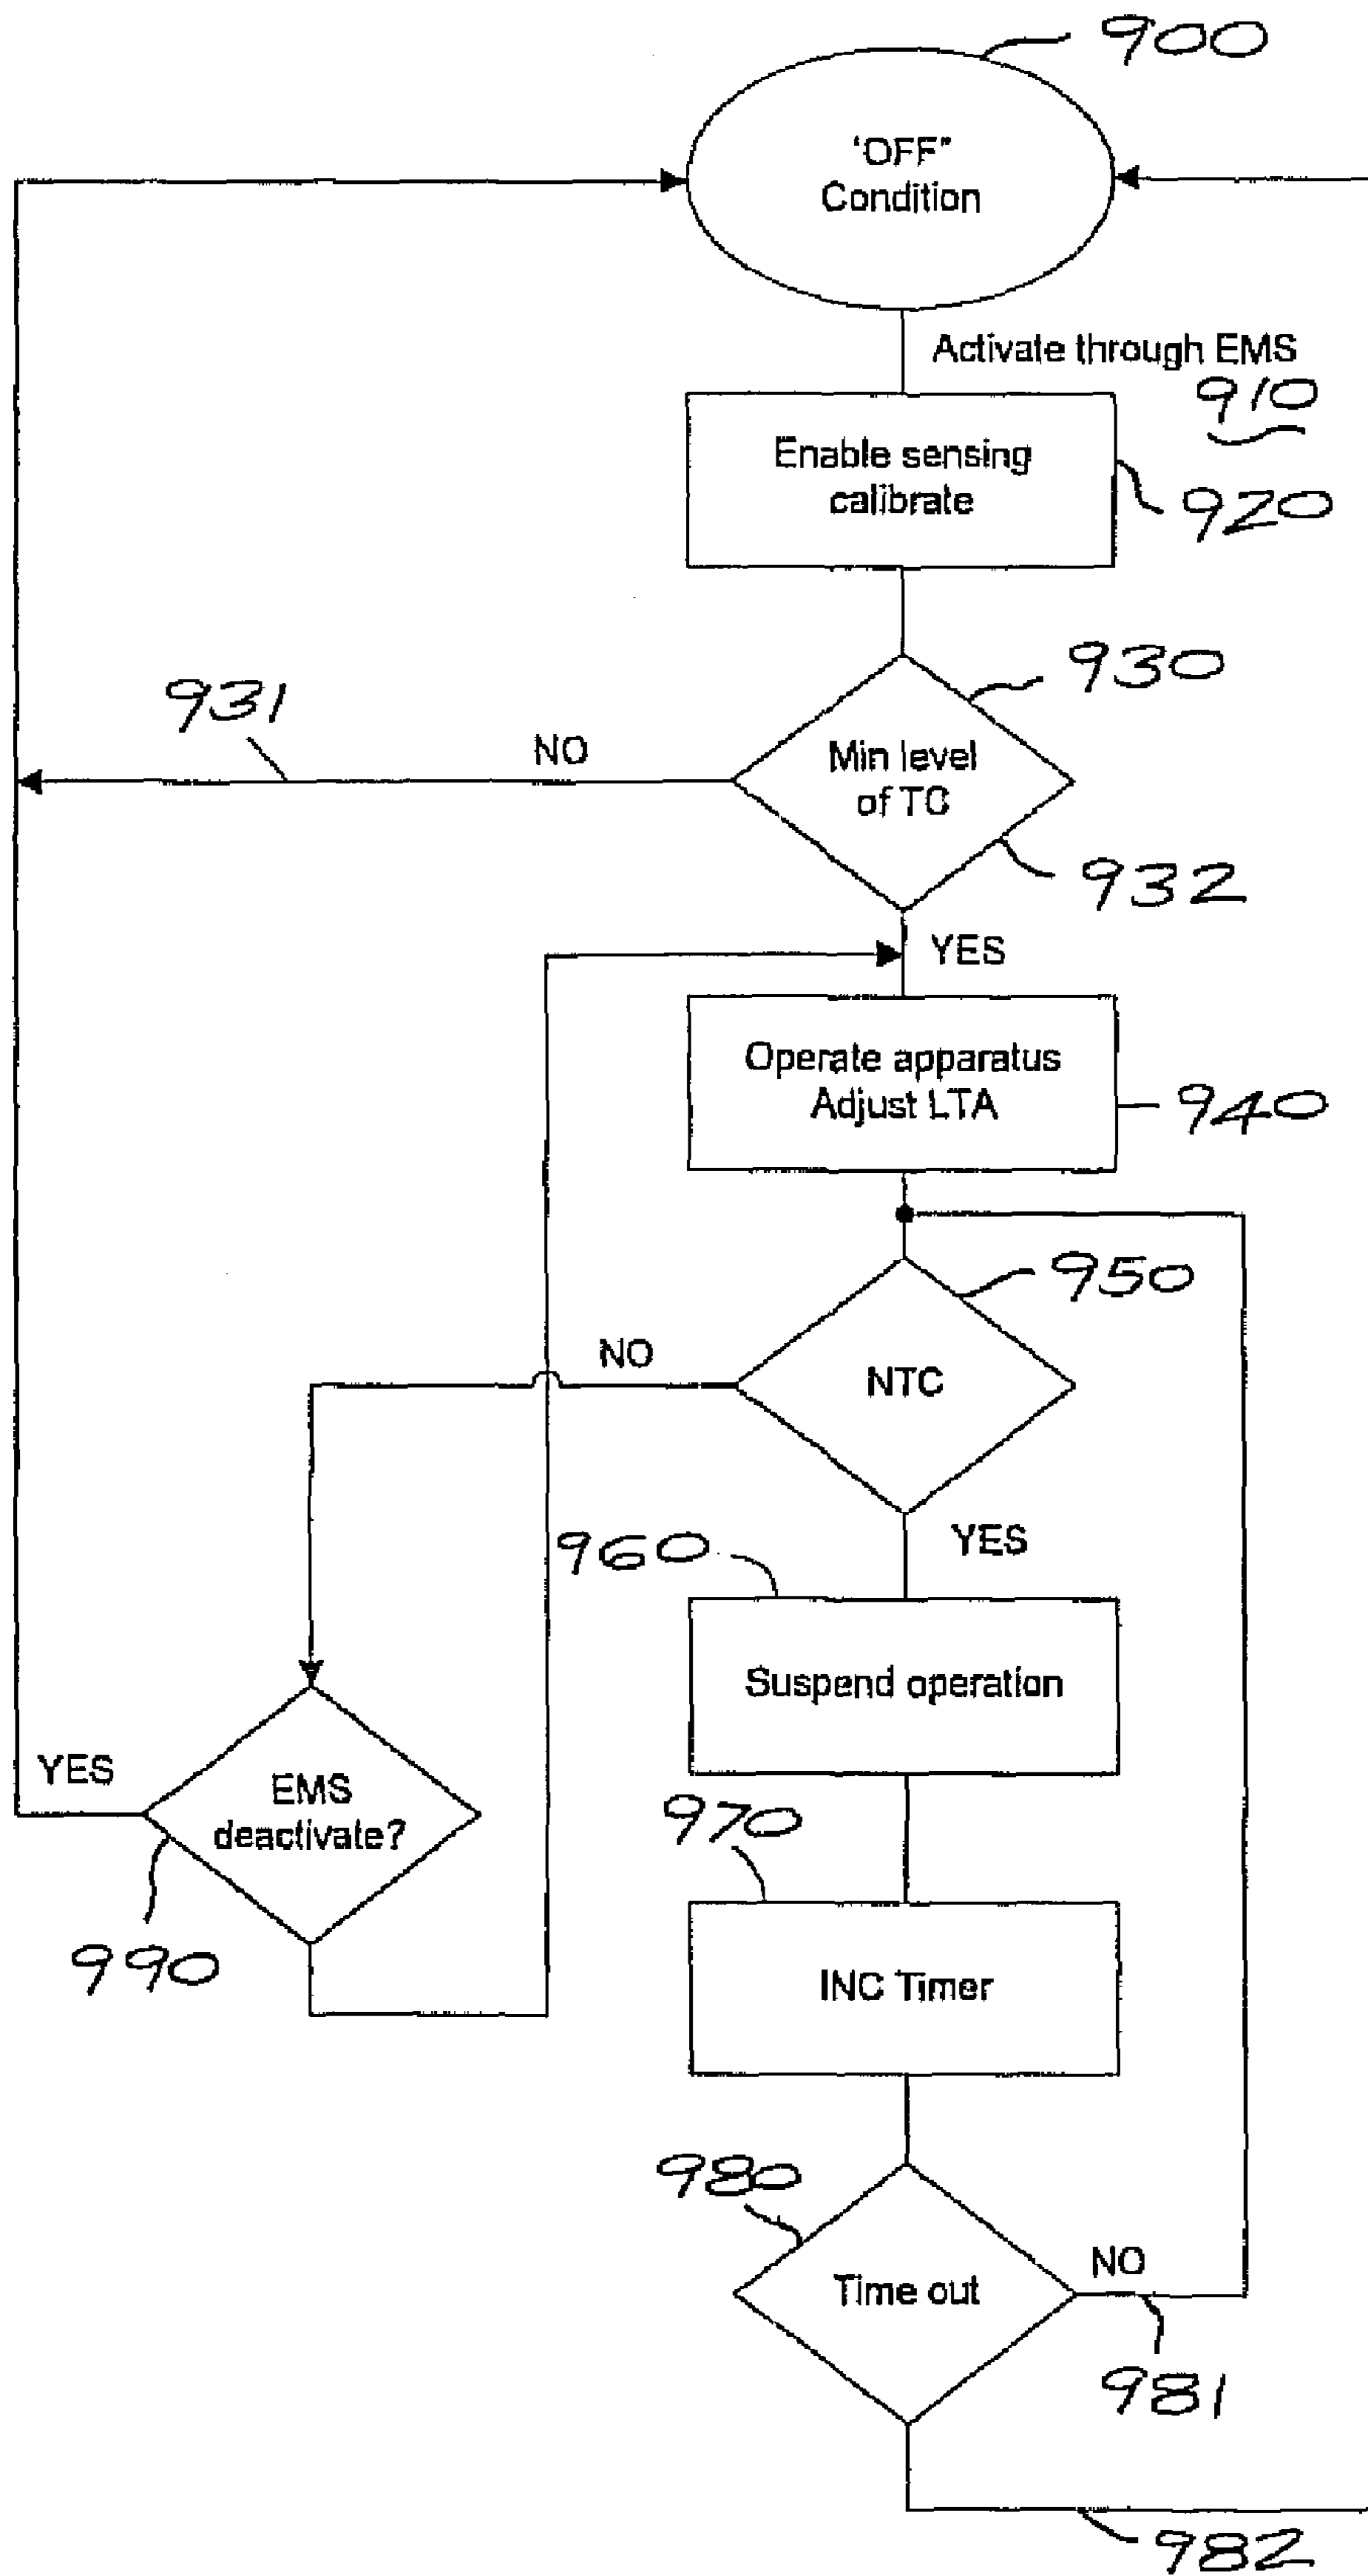 900
‘OFF”
Condition
Activate through EMS
910
Enable sensing
calibrate
920
930
931
NO
Min level
of TC
932
YES
Operate apparatus
Adjust LTA
940
950
NO
NTC
YES
960
Suspend operation
YES
EMS
deactivate?
970
990
INC Timer
980
NO
Time out
981
982